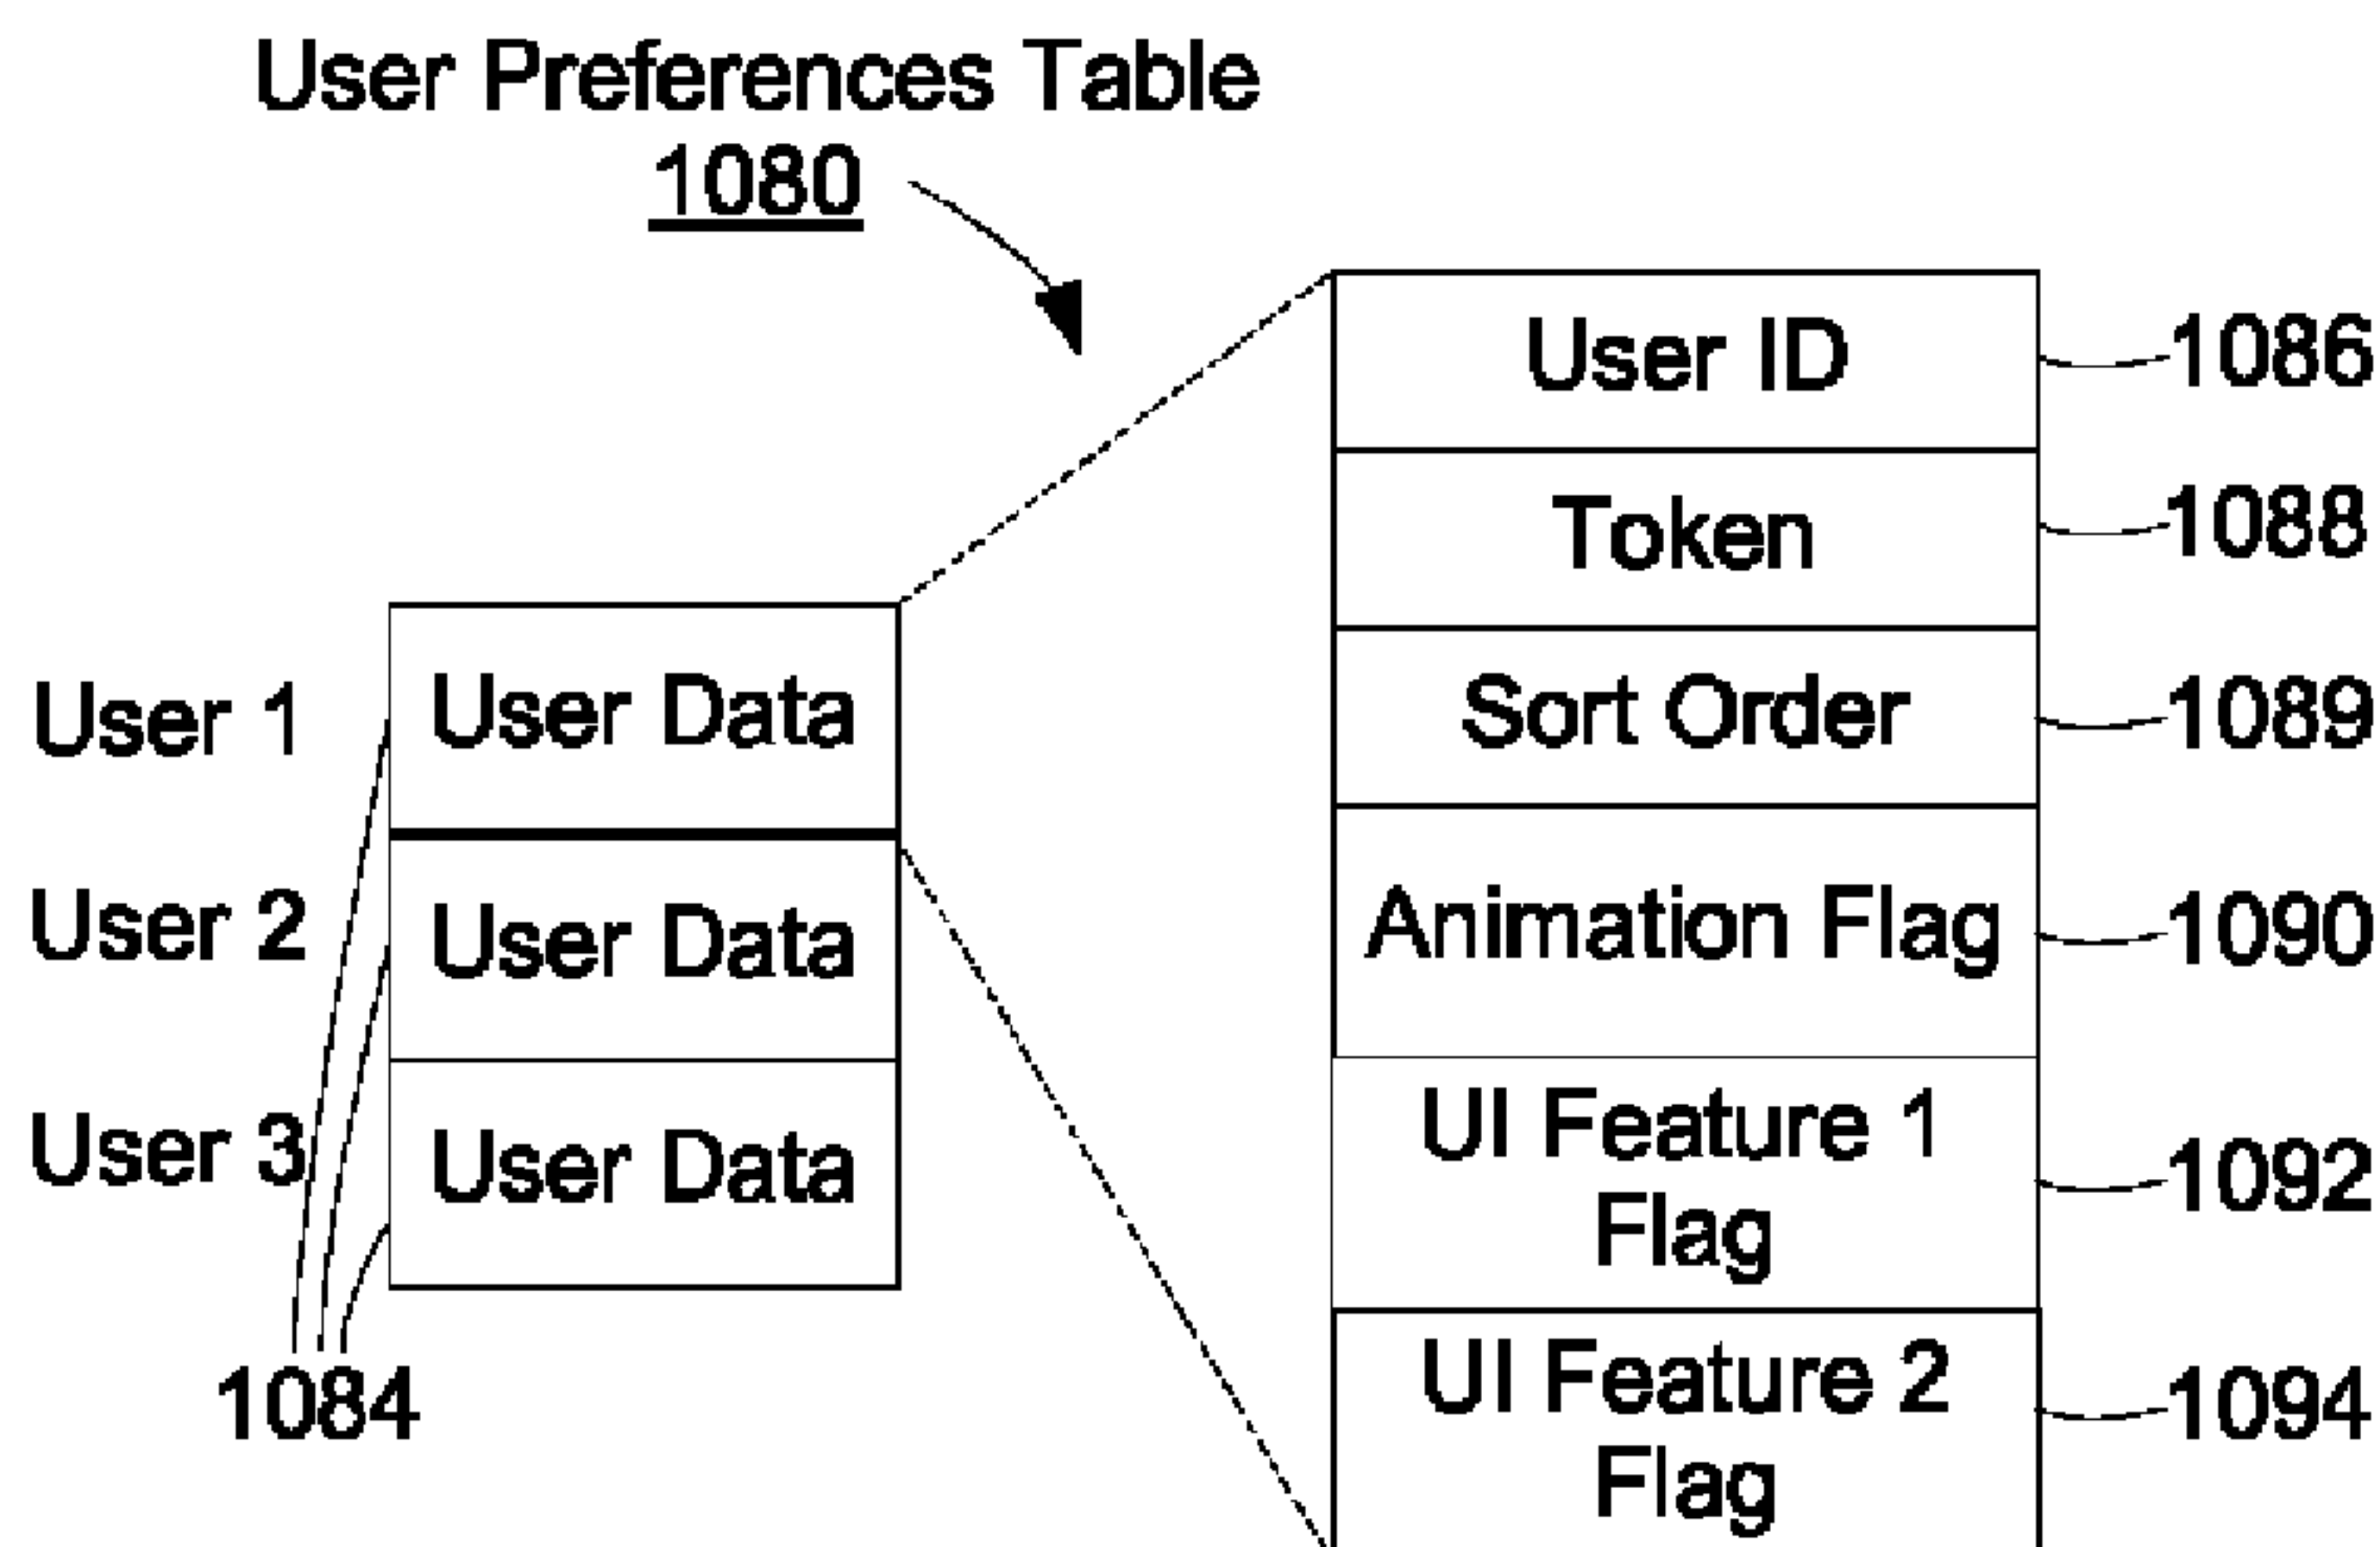 User Preferences Table
1080
User ID 1086
Token 1088
User 1 User Data Sort Order 1089
User 2 User Data Animation Flag 1090
User 3 User Data UI Feature 1
Flag 1092
1084 UI Feature 2
Flag 1094